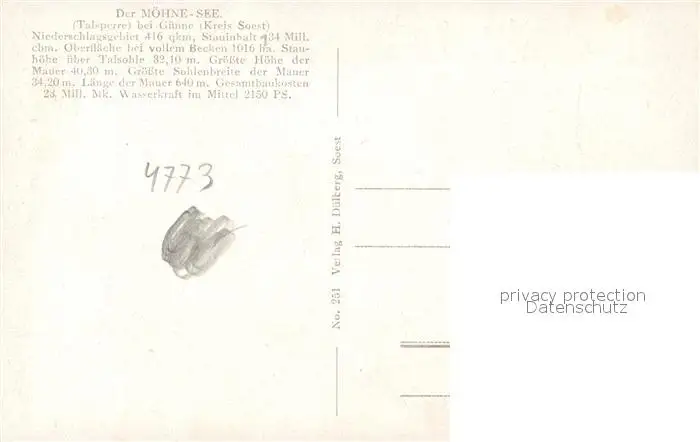 Der MÖHNE-SEE.
(Talsperre) bei Günne (Kreis Soest)
Niederschlagsgebiet 416 qkm, Stauinhalt 134 Mill.
cbm. Oberfläche bei vollem Becken 1016 ha. Stau-
höhe über Talsohle 32,10 m. Größte Höhe der
Mauer 40,30 m. Größte Sohlenbreite der Mauer
34,20 m. Länge der Mauer 640 m. Gesamtbaukosten
23 Mill. Mk. Wasserkraft im Mittel 2150 PS.
4773
No. 251 Verlag H. Dülberg, Soest
privacy protection
Datenschutz